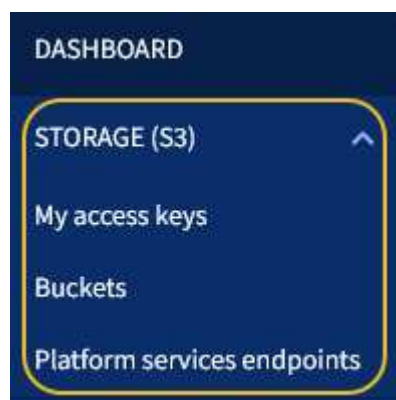 DASHBOARD
STORAGE (S3)
My access keys
Buckets
Platform services endpoints